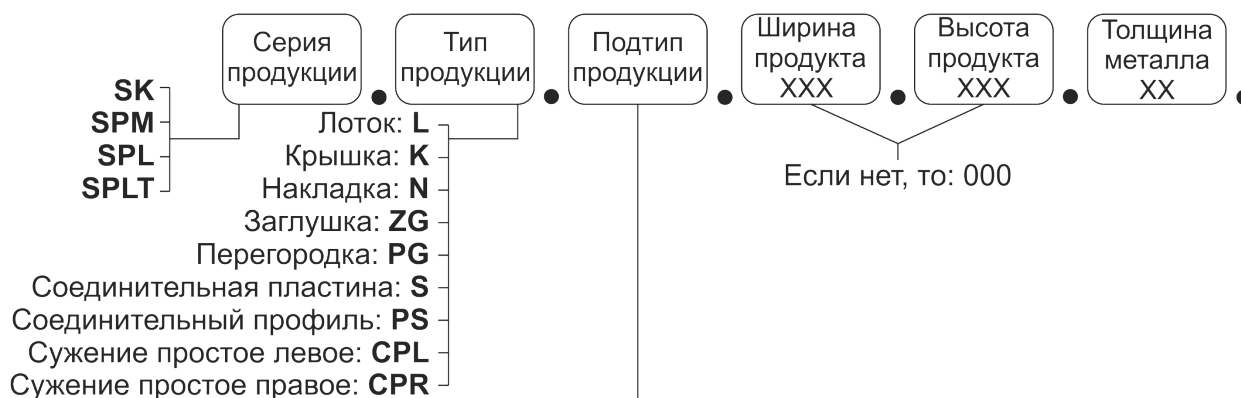 Серия
продукции
Тип
продукции
Подтип
продукции
Ширина
продукта
XXX
Высота
продукта
XXX
Толщина
металла
XX
SK
SPM
SPL
SPLT
Лоток: L
Крышка: K
Накладка: N
Заглушка: ZG
Перегородка: PG
Соединительная пластина: S
Соединительный профиль: PS
Сужение простое левое: CPL
Сужение простое правое: CPR
Если нет, то: 000